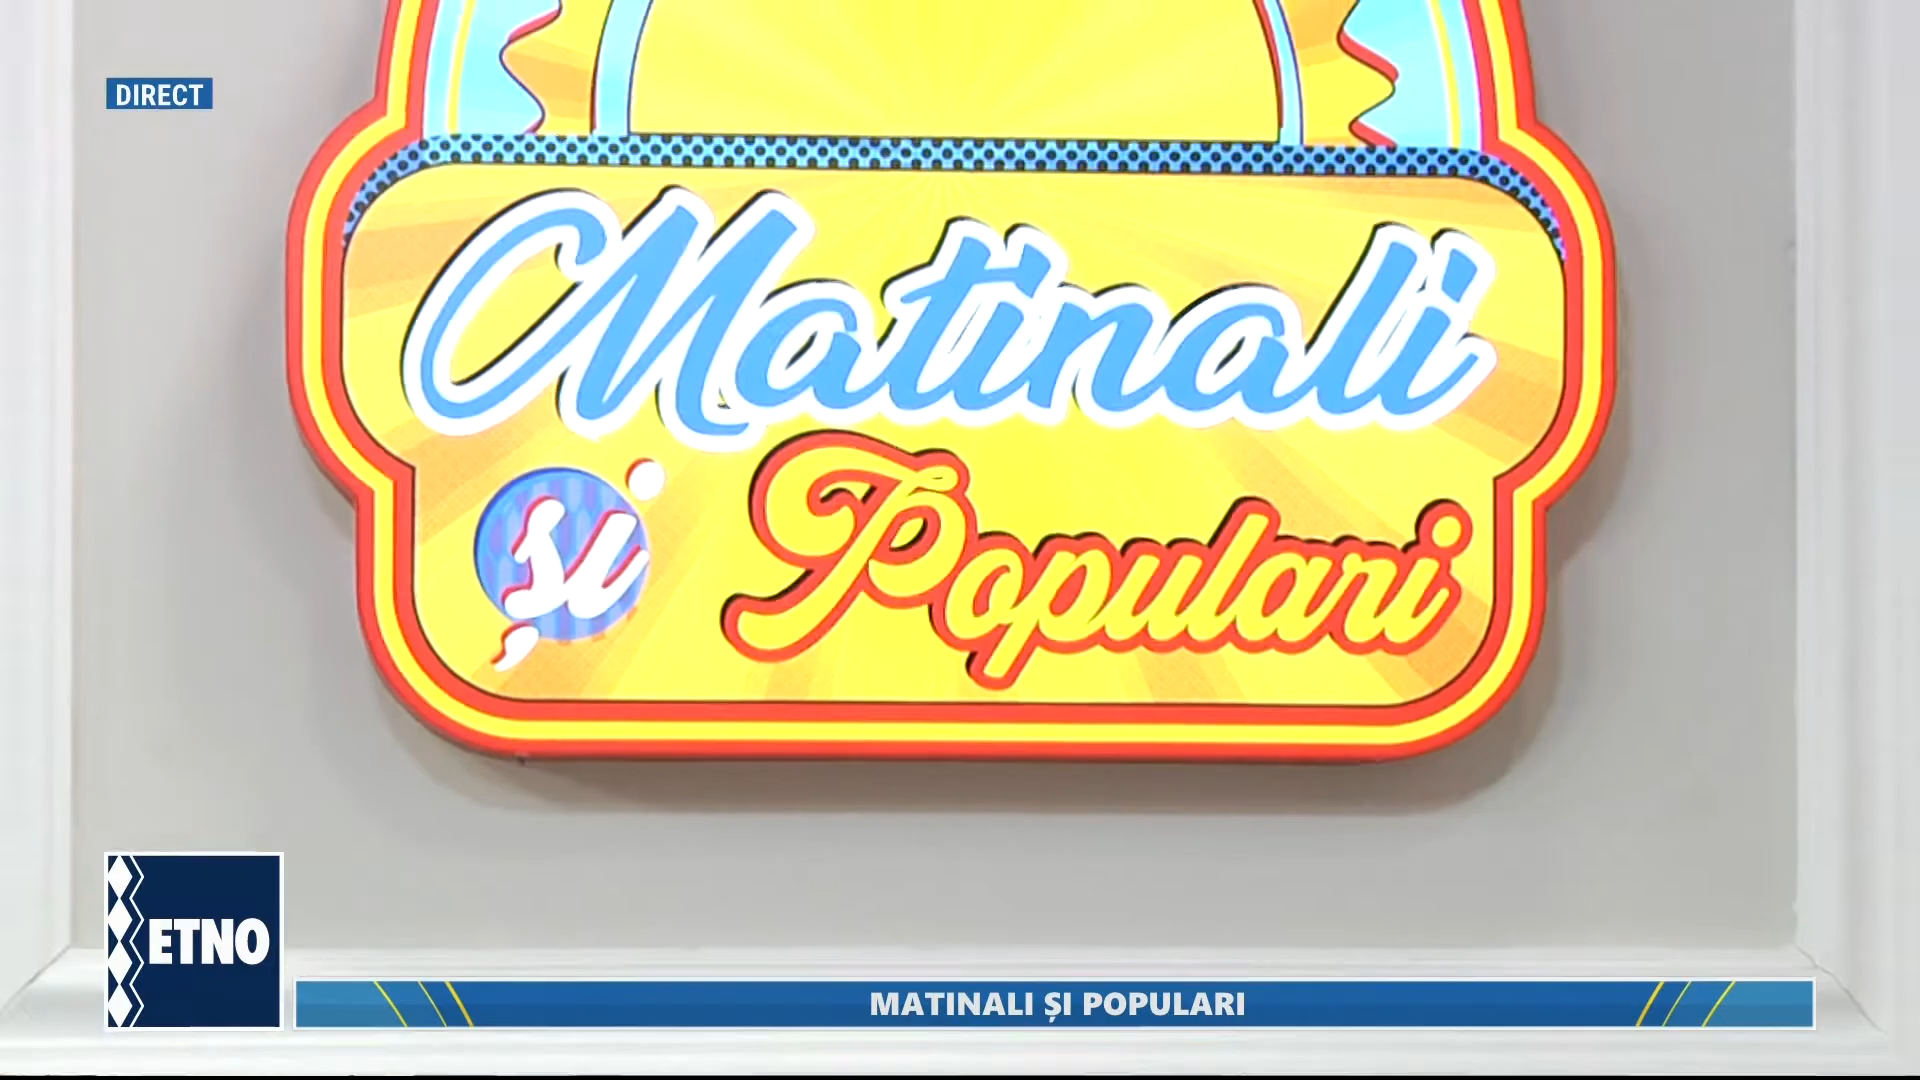 DIRECT
Matinali
și Populari
ETNO
MATINALI ȘI POPULARI